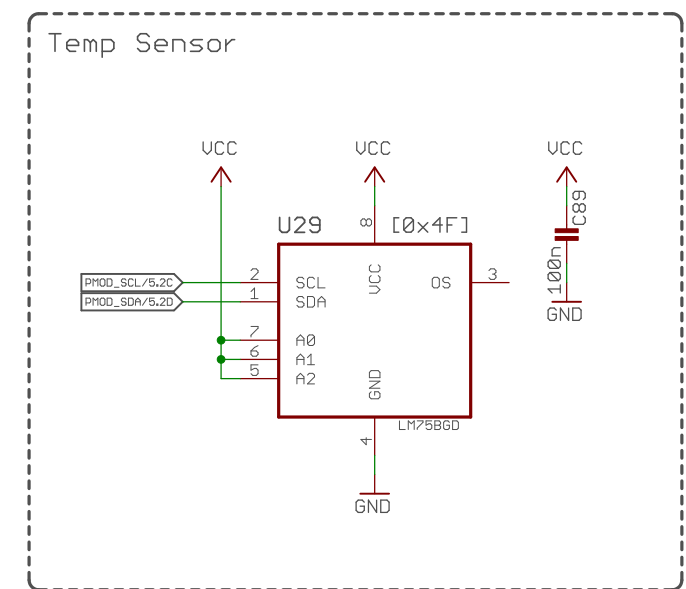 Temp Sensor
VCC
VCC
VCC
U29
8
[0x4F]
C89
100n
GND
PMOD_SCL/5.2C
PMOD_SDA/5.2D
2
1
7
6
5
SCL
SDA
A0
A1
A2
VCC
GND
OS
3
LM75BGD
4
GND